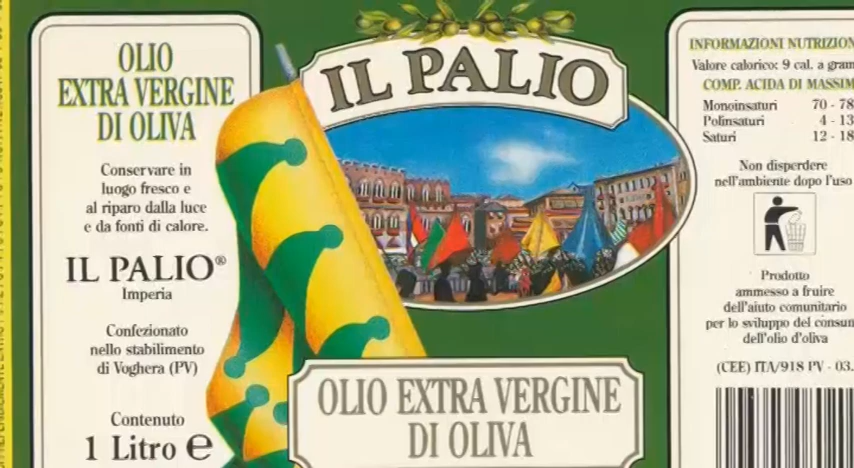 OLIO
EXTRA VERGINE
DI OLIVA
Conservare in
luogo fresco e
al riparo dalla luce
e da fonti di calore.
IL PALIO®
Imperia
Confezionato
nello stabilimento
di Voghera (PV)
Contenuto
1 Litro e
IL PALIO
OLIO EXTRA VERGINE
DI OLIVA
INFORMAZIONI NUTRIZION
Valore calorico: 9 cal. a gram
COMP. ACIDA DI MASSIM
Monoinsaturi 70 - 78
Polinsaturi 4 - 13
Saturi 12 - 18
Non disperdere
nell'ambiente dopo l'uso
Prodotto
ammesso a fruire
dell'aiuto comunitario
per lo sviluppo del consum
dell'olio d'oliva
(CEE) ITA/918 PV - 03.